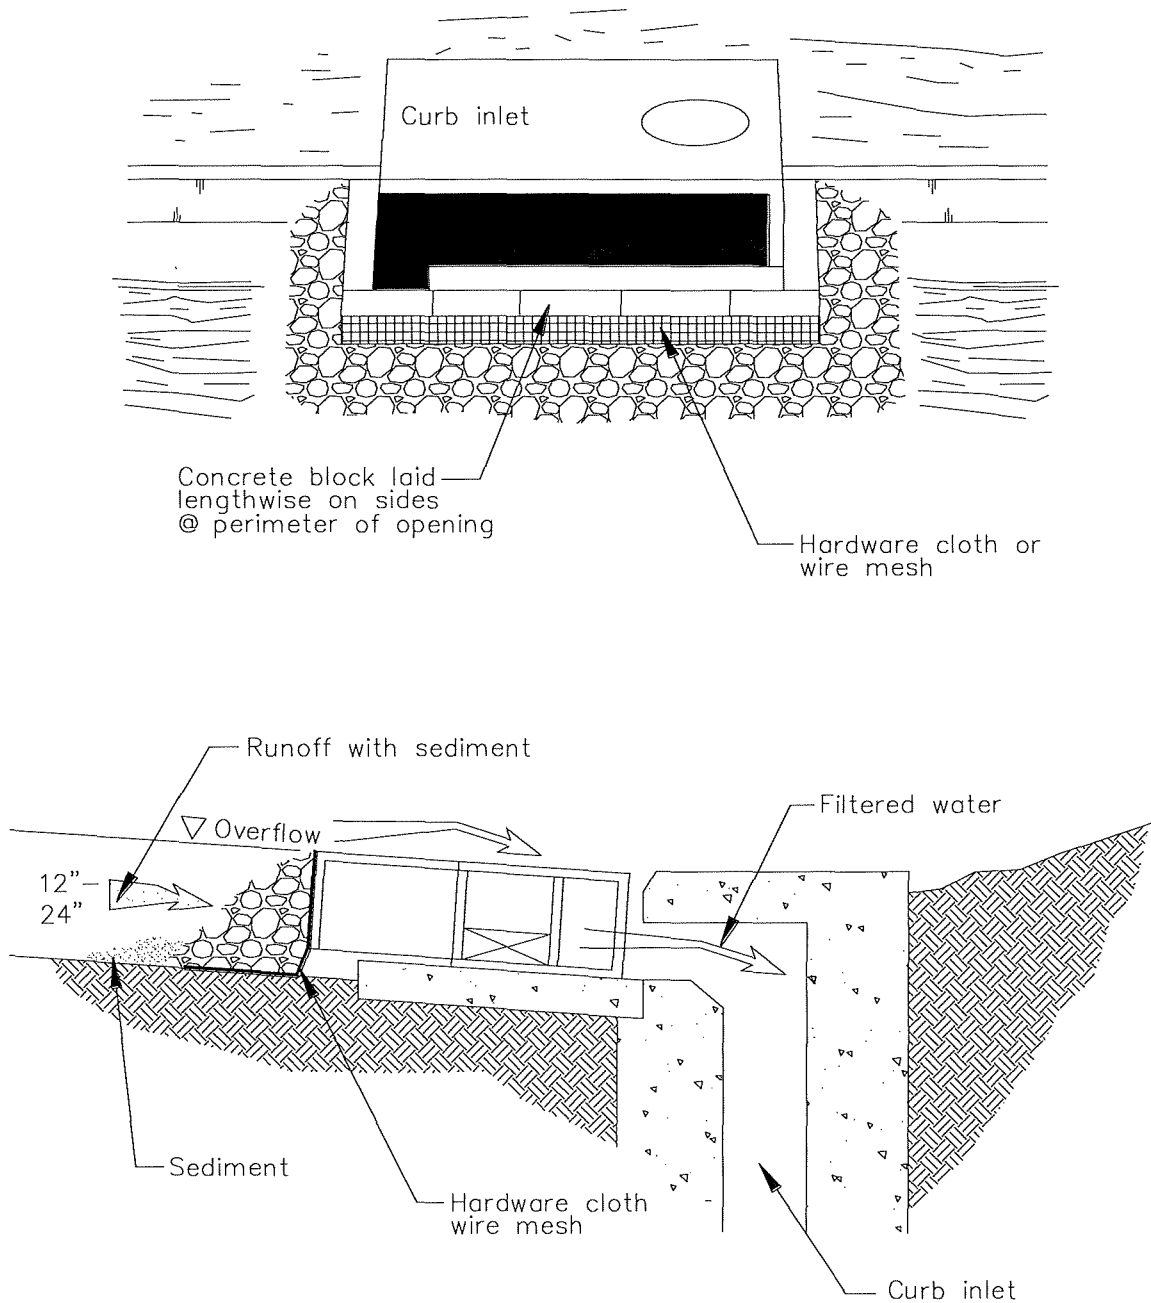 Curb inlet
Concrete block laid
lengthwise on sides
@ perimeter of opening
Hardware cloth or
wire mesh
Runoff with sediment
Overflow
Filtered water
12"-
24"
Sediment
Hardware cloth
wire mesh
Curb inlet